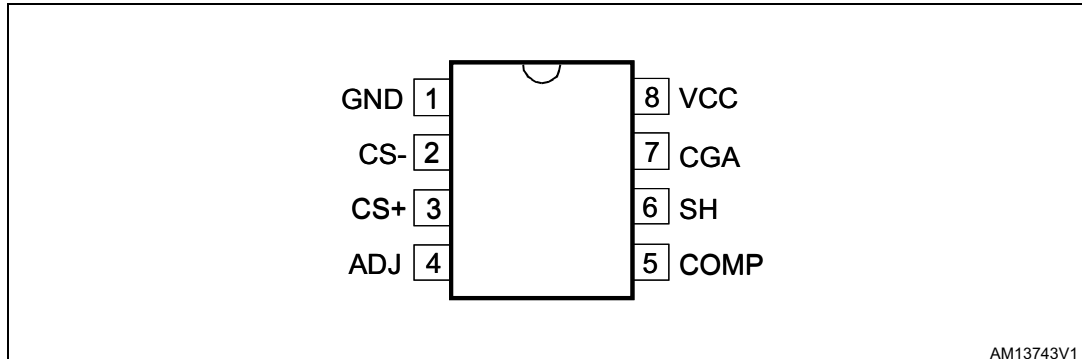 GND 1 8 VCC
CS- 2 7 CGA
CS+ 3 6 SH
ADJ 4 5 COMP
AM13743V1